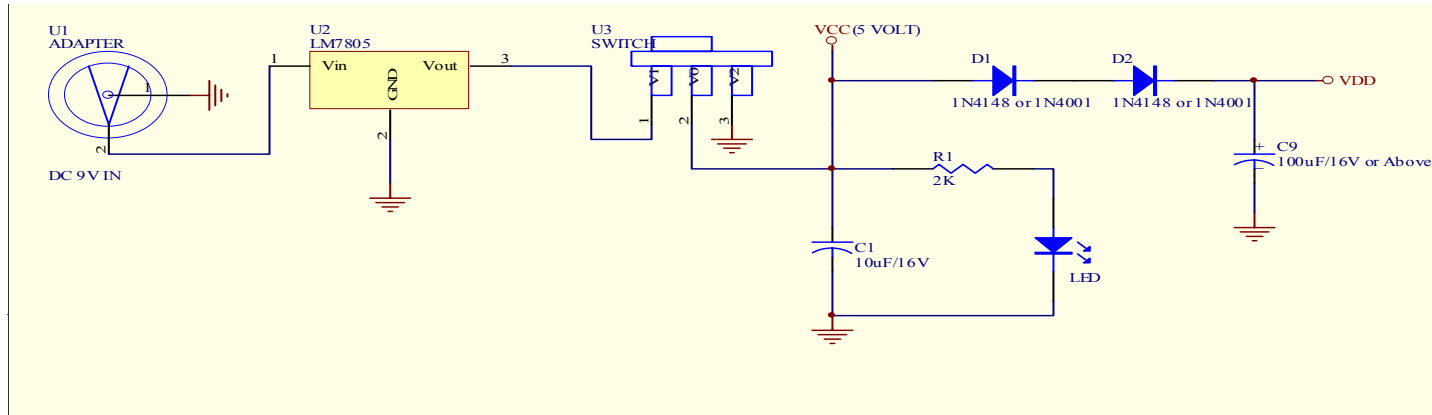 U1
ADAPTER
1
2
DC 9V IN
U2
LM7805
1
Vin
GND
Vout
3
2
U3
SWITCH
V1
V0
V2
1
2
3
VCC (5 VOLT)
D1
1N4148 or 1N4001
D2
1N4148 or 1N4001
VDD
R1
2K
+
C9
100uF/16V or Above
C1
10uF/16V
LED